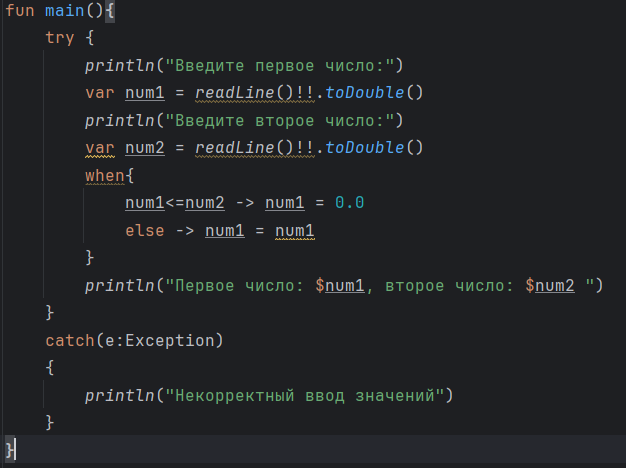 fun main(){
    try {
        println("Введите первое число:")
        var num1 = readLine()!!.toDouble()
        println("Введите второе число:")
        var num2 = readLine()!!.toDouble()
        when{
            num1<=num2 -> num1 = 0.0
            else -> num1 = num1
        }
        println("Первое число: $num1, второе число: $num2 ")
    }
    catch(e:Exception)
    {
        println("Некорректный ввод значений")
    }
}